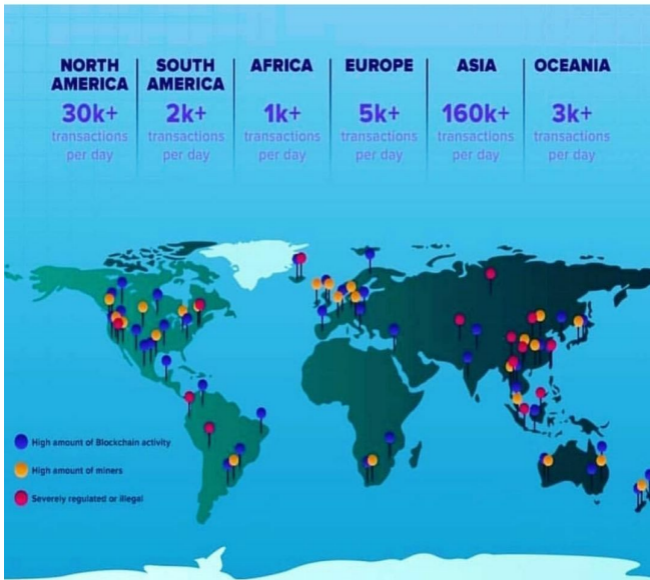 NORTH AMERICA
30k+
transactions
per day
SOUTH AMERICA
2k+
transactions
per day
AFRICA
1k+
transactions
per day
EUROPE
5k+
transactions
per day
ASIA
160k+
transactions
per day
OCEANIA
3k+
transactions
per day
High amount of Blockchain activity
High amount of miners
Severely regulated or illegal